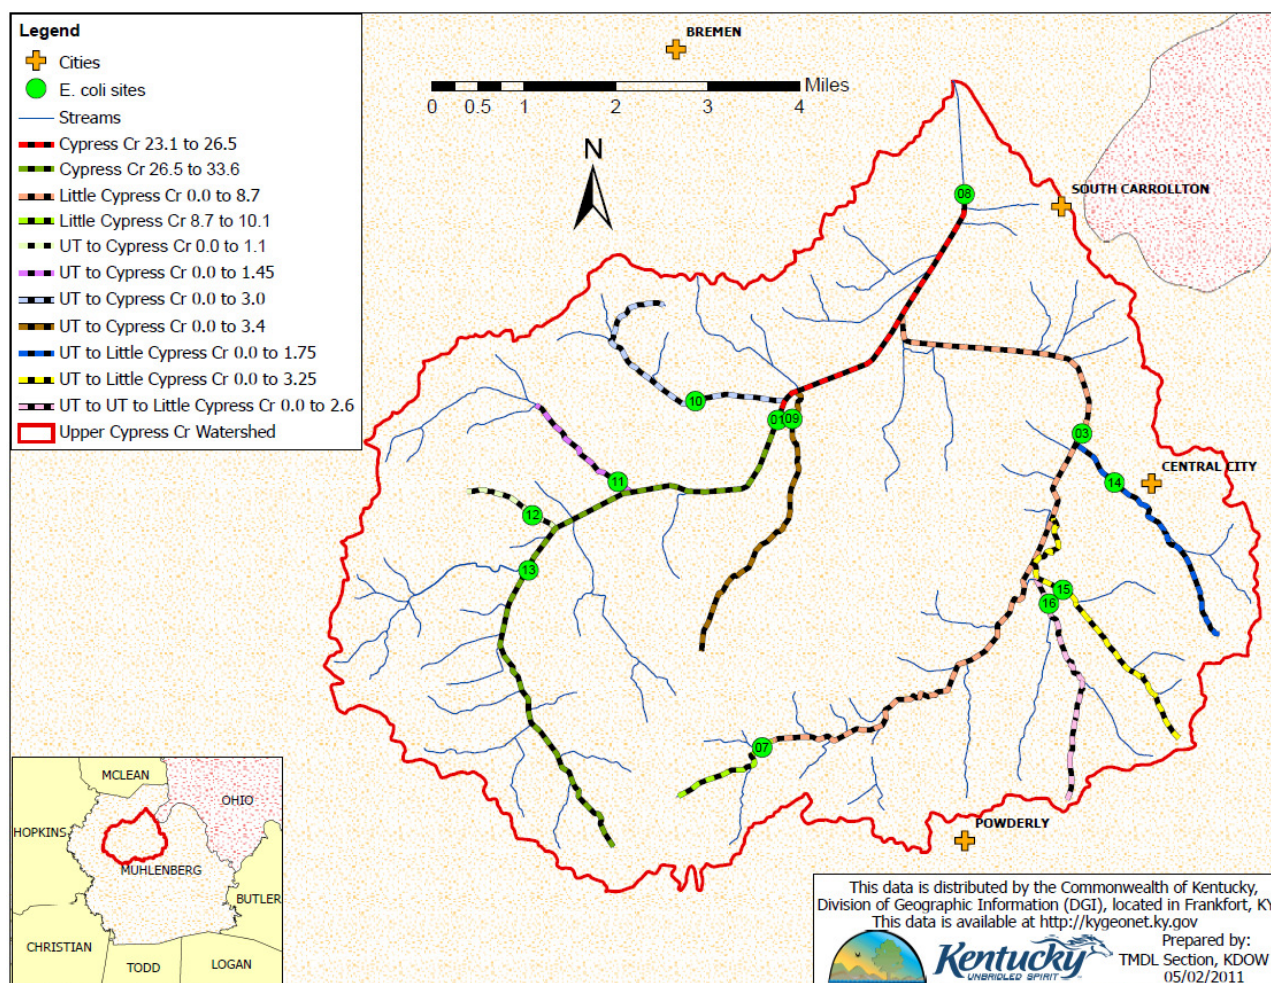 Legend
Cities
E. coli sites
Streams
Cypress Cr 23.1 to 26.5
Cypress Cr 26.5 to 33.6
Little Cypress Cr 0.0 to 8.7
Little Cypress Cr 8.7 to 10.1
UT to Cypress Cr 0.0 to 1.1
UT to Cypress Cr 0.0 to 1.45
UT to Cypress Cr 0.0 to 3.0
UT to Cypress Cr 0.0 to 3.4
UT to Little Cypress Cr 0.0 to 1.75
UT to Little Cypress Cr 0.0 to 3.25
UT to UT to Little Cypress Cr 0.0 to 2.6
Upper Cypress Cr Watershed
BREMEN
Miles
0 0.5 1 2 3 4
N
08
SOUTH CARROLLTON
10
01
09
03
CENTRAL CITY
14
11
12
13
15
16
07
POWDERLY
MCLEAN
OHIO
HOPKINS
MUHLENBERG
BUTLER
CHRISTIAN
TODD
LOGAN
This data is distributed by the Commonwealth of Kentucky,
Division of Geographic Information (DGI), located in Frankfort, KY
This data is available at http://kygeonet.ky.gov
Kentucky
UNBRIDLED SPIRIT
Prepared by:
TMDL Section, KDOW
05/02/2011